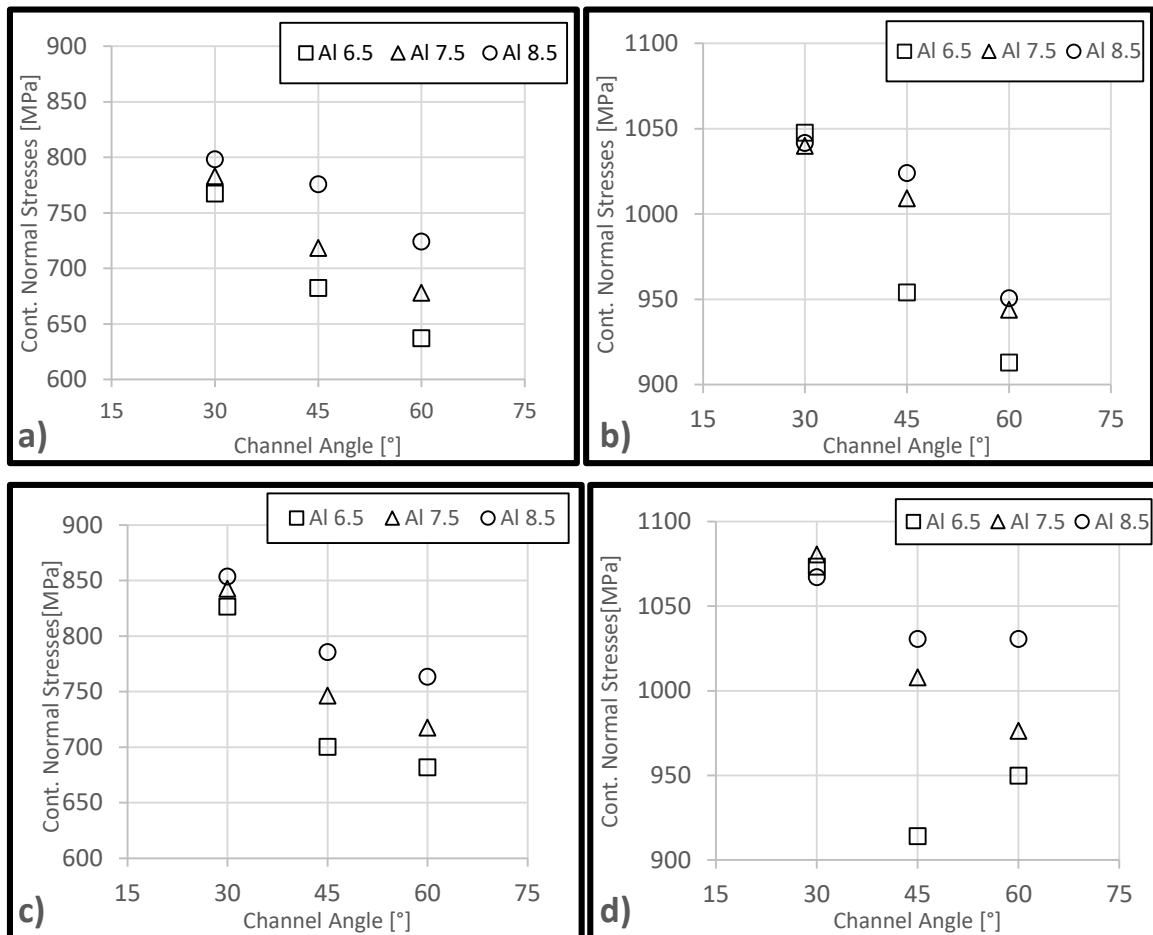 Al 6.5 Al 7.5 Al 8.5
Cont. Normal Stresses [MPa]
900
850
800
750
700
650
600
15 30 45 60 75
Channel Angle [°]
a)
Al 6.5 Al 7.5 Al 8.5
Cont. Normal Stresses [MPa]
1100
1050
1000
950
900
15 30 45 60 75
Channel Angle [°]
b)
Al 6.5 Al 7.5 Al 8.5
Cont. Normal Stresses[MPa]
900
850
800
750
700
650
600
15 30 45 60 75
Channel Angle [°]
c)
Al 6.5 Al 7.5 Al 8.5
Cont. Normal Stresses[MPa]
1100
1050
1000
950
900
15 30 45 60 75
Channel Angle [°]
d)